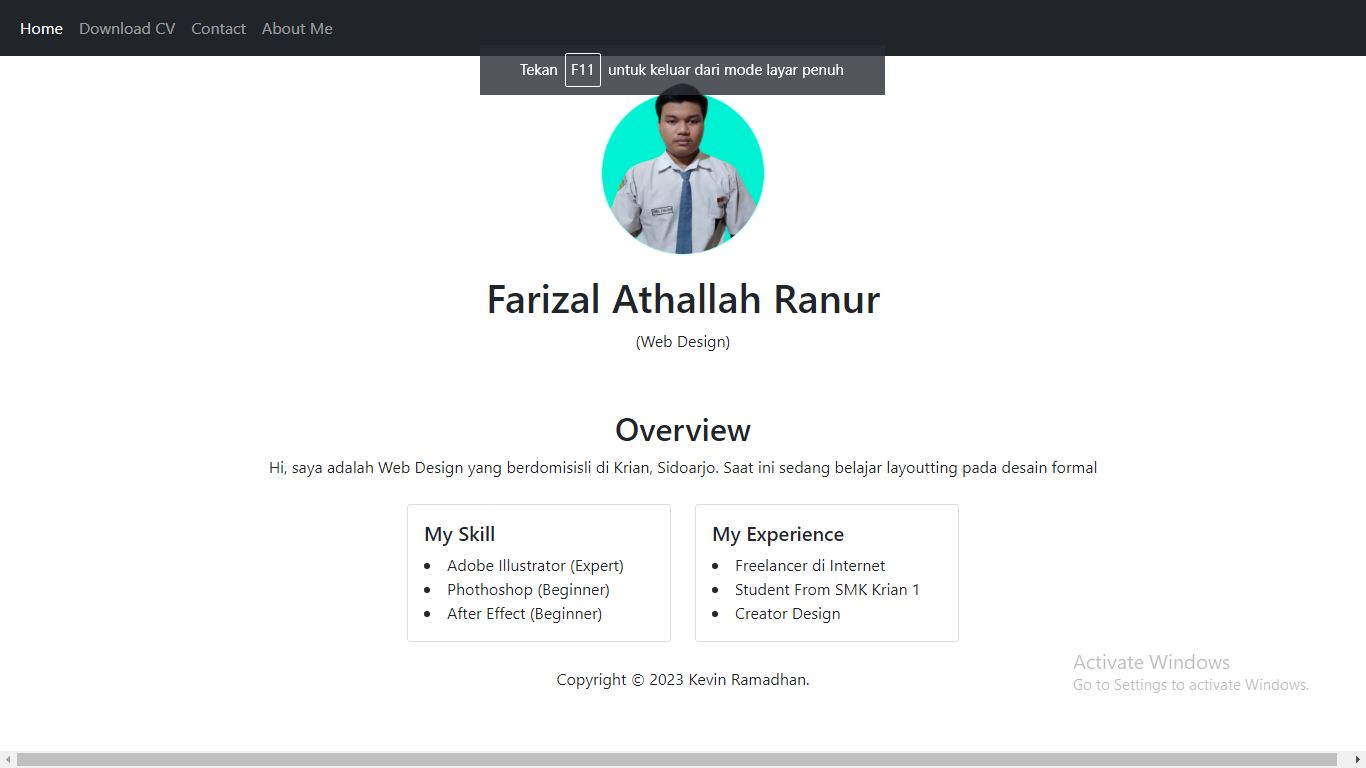 Home Download CV Contact About Me
Tekan F11 untuk keluar dari mode layar penuh
Farizal Athallah Ranur
(Web Design)
Overview
Hi, saya adalah Web Design yang berdomisisli di Krian, Sidoarjo. Saat ini sedang belajar layoutting pada desain formal
My Skill
Adobe Illustrator (Expert)
Phothoshop (Beginner)
After Effect (Beginner)
My Experience
Freelancer di Internet
Student From SMK Krian 1
Creator Design
Copyright © 2023 Kevin Ramadhan.
Activate Windows
Go to Settings to activate Windows.